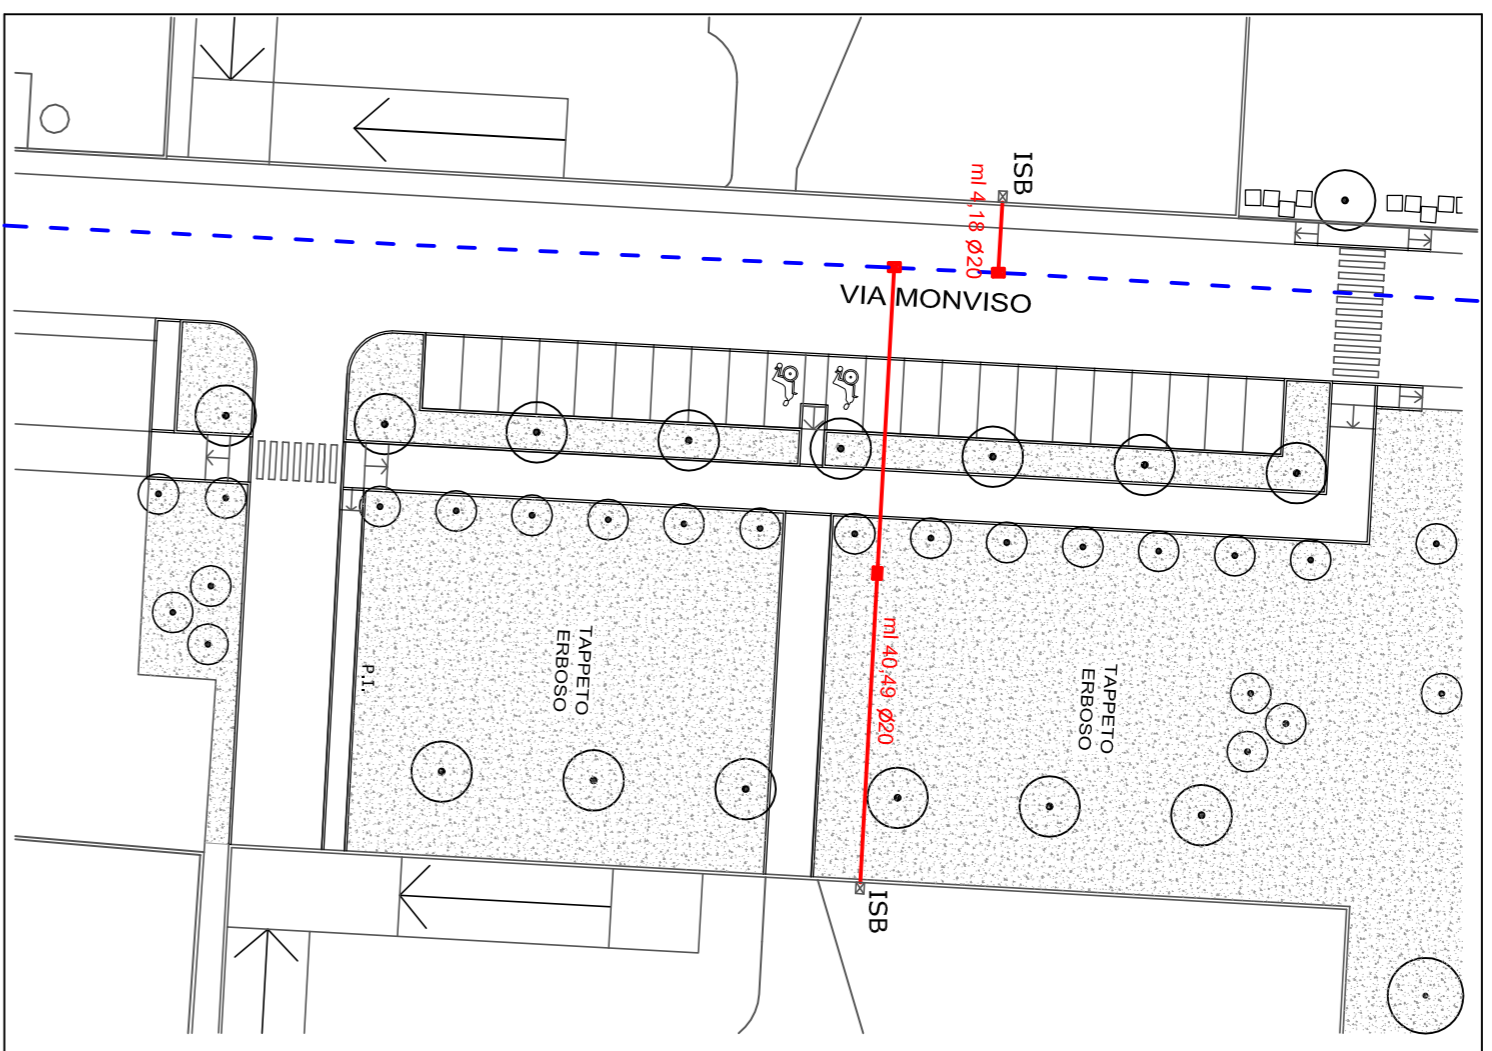 ISB
ml 4,18 Ø20
VIA MONVISO
TAPPETO
ERBOSO
P.I.
ml 40,49 Ø20
TAPPETO
ERBOSO
ISB